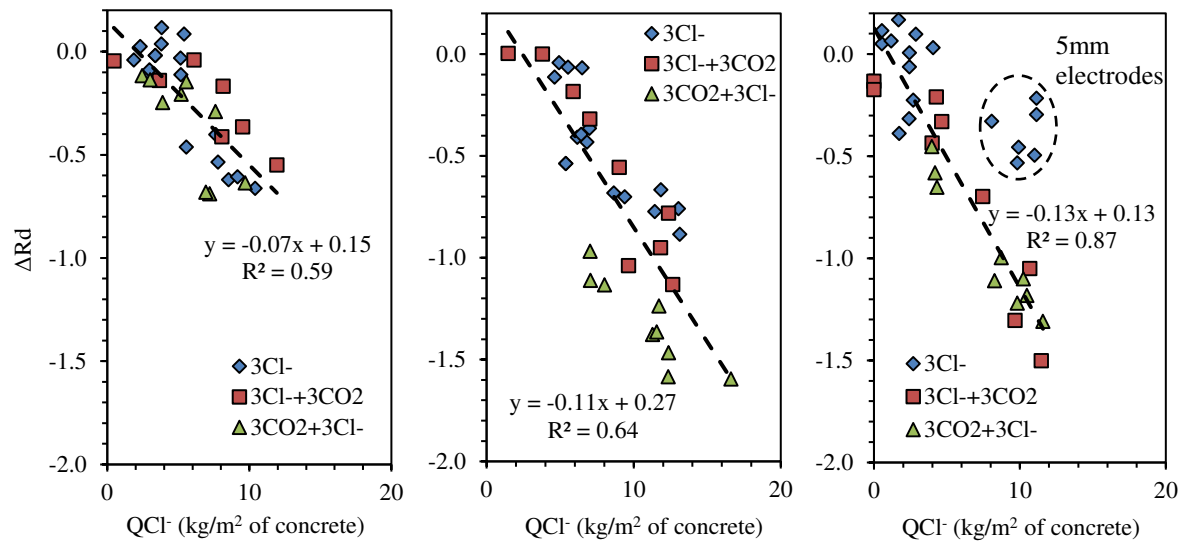 0.0
-0.5
-1.0
-1.5
-2.0
ΔRd
y = -0.07x + 0.15
R² = 0.59
3Cl-
3Cl-+3CO2
3CO2+3Cl-
0
10
20
QCl⁻ (kg/m² of concrete)
0.0
-0.5
-1.0
-1.5
-2.0
3Cl-
3Cl-+3CO2
3CO2+3Cl-
y = -0.11x + 0.27
R² = 0.64
0
10
20
QCl⁻ (kg/m² of concrete)
0.0
-0.5
-1.0
-1.5
-2.0
5mm
electrodes
y = -0.13x + 0.13
R² = 0.87
3Cl-
3Cl-+3CO2
3CO2+3Cl-
0
10
20
QCl⁻ (kg/m² of concrete)